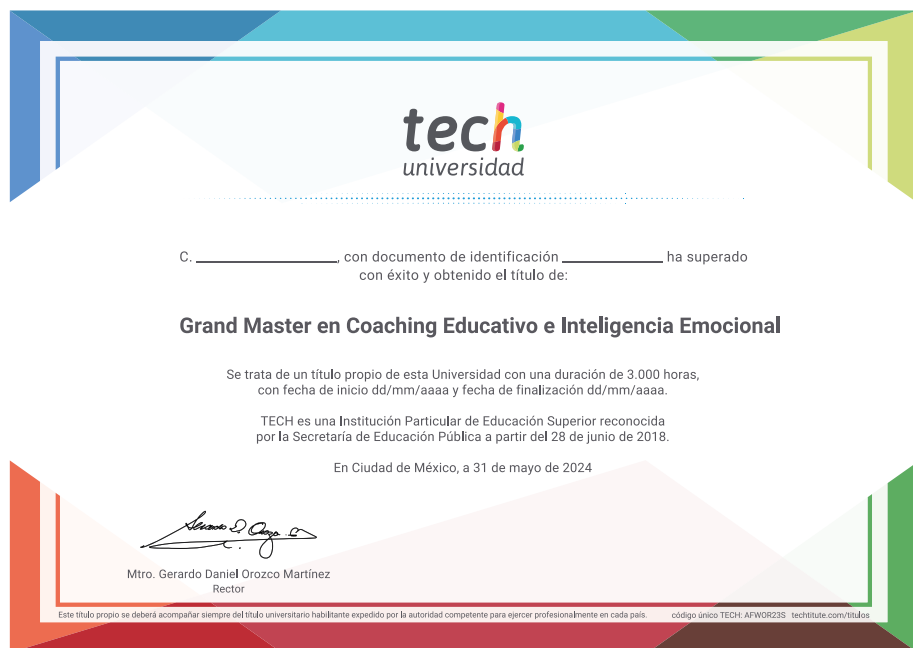 tech
universidad
C. ____________________, con documento de identificación ______________ ha superado
con éxito y obtenido el título de:
Grand Master en Coaching Educativo e Inteligencia Emocional
Se trata de un título propio de esta Universidad con una duración de 3.000 horas,
con fecha de inicio dd/mm/aaaa y fecha de finalización dd/mm/aaaa.
TECH es una Institución Particular de Educación Superior reconocida
por la Secretaría de Educación Pública a partir del 28 de junio de 2018.
En Ciudad de México, a 31 de mayo de 2024
Mtro. Gerardo Daniel Orozco Martínez
Rector
Este título propio se deberá acompañar siempre del título universitario habilitante expedido por la autoridad competente para ejercer profesionalmente en cada país. código único TECH: AFWOR23S techtitute.com/titulos